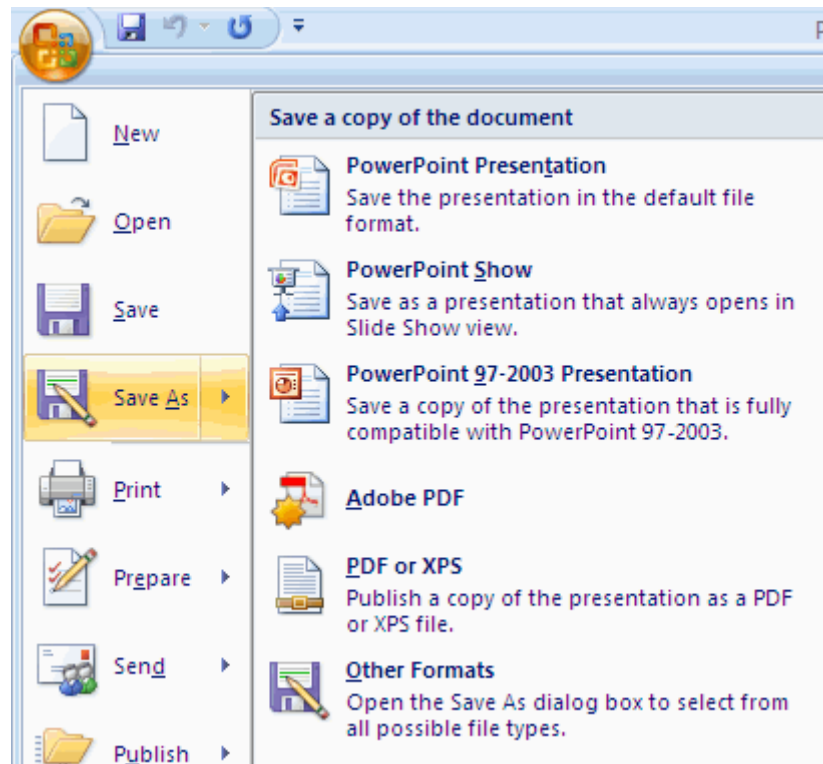 New
Open
Save
Save As
Print
Prepare
Send
Publish
Save a copy of the document
PowerPoint Presentation
Save the presentation in the default file
format.
PowerPoint Show
Save as a presentation that always opens in
Slide Show view.
PowerPoint 97-2003 Presentation
Save a copy of the presentation that is fully
compatible with PowerPoint 97-2003.
Adobe PDF
PDF or XPS
Publish a copy of the presentation as a PDF
or XPS file.
Other Formats
Open the Save As dialog box to select from
all possible file types.